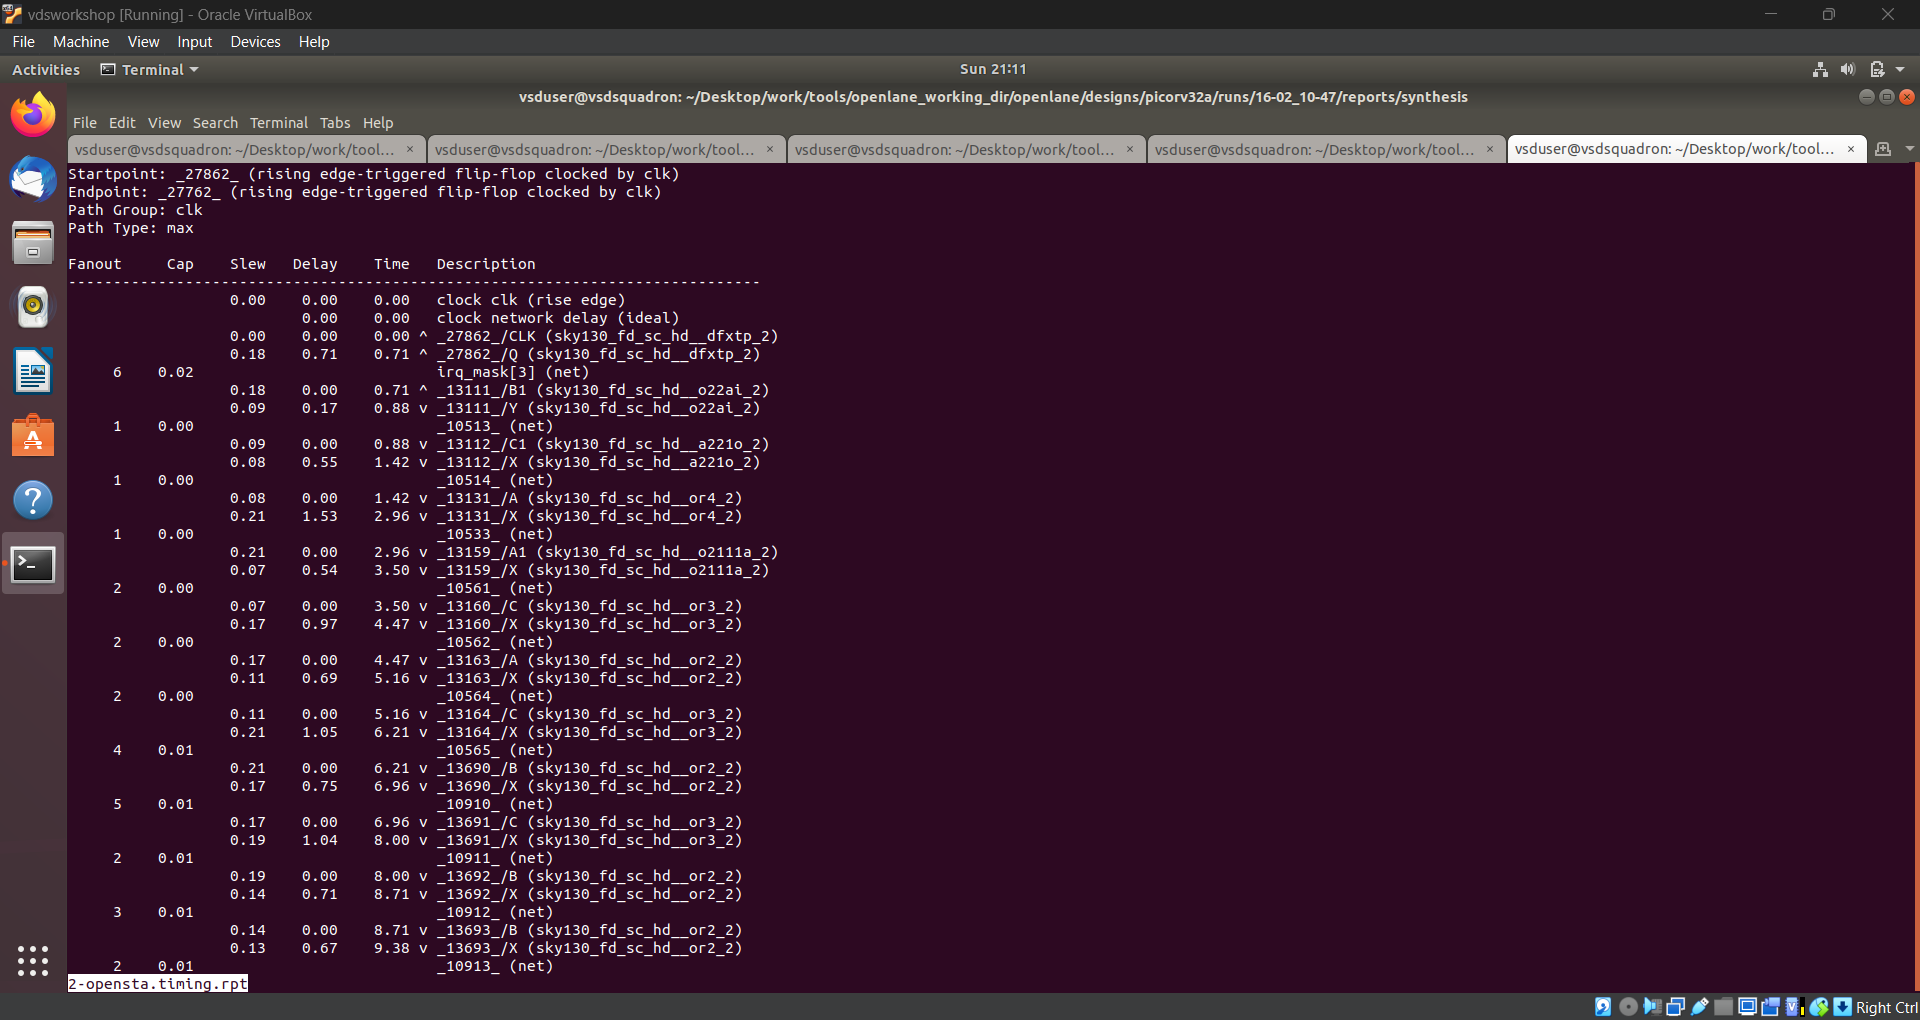 vdsworkshop [Running] - Oracle VirtualBox
File Machine View Input Devices Help
Activities Terminal Sun 21:11
vsduser@vsdsquadron: ~/Desktop/work/tools/openlane_working_dir/openlane/designs/picorv32a/runs/16-02_10-47/reports/synthesis
File Edit View Search Terminal Tabs Help
vsduser@vsdsquadron: ~/Desktop/work/tool... × vsduser@vsdsquadron: ~/Desktop/work/tool... × vsduser@vsdsquadron: ~/Desktop/work/tool... × vsduser@vsdsquadron: ~/Desktop/work/tool... × vsduser@vsdsquadron: ~/Desktop/work/tool... ×
Startpoint: _27862_ (rising edge-triggered flip-flop clocked by clk)
Endpoint: _27762_ (rising edge-triggered flip-flop clocked by clk)
Path Group: clk
Path Type: max
Fanout Cap Slew Delay Time Description
-----------------------------------------------------------------------------
0.00 0.00 0.00 clock clk (rise edge)
0.00 0.00 clock network delay (ideal)
0.00 0.00 0.00 ^ _27862_/CLK (sky130_fd_sc_hd__dfxtp_2)
0.18 0.71 0.71 ^ _27862_/Q (sky130_fd_sc_hd__dfxtp_2)
6 0.02 irq_mask[3] (net)
0.18 0.00 0.71 ^ _13111_/B1 (sky130_fd_sc_hd__o22ai_2)
0.09 0.17 0.88 v _13111_/Y (sky130_fd_sc_hd__o22ai_2)
1 0.00 _10513_ (net)
0.09 0.00 0.88 v _13112_/C1 (sky130_fd_sc_hd__a221o_2)
0.08 0.55 1.42 v _13112_/X (sky130_fd_sc_hd__a221o_2)
1 0.00 _10514_ (net)
0.08 0.00 1.42 v _13131_/A (sky130_fd_sc_hd__or4_2)
0.21 1.53 2.96 v _13131_/X (sky130_fd_sc_hd__or4_2)
1 0.00 _10533_ (net)
0.21 0.00 2.96 v _13159_/A1 (sky130_fd_sc_hd__o2111a_2)
0.07 0.54 3.50 v _13159_/X (sky130_fd_sc_hd__o2111a_2)
2 0.00 _10561_ (net)
0.07 0.00 3.50 v _13160_/C (sky130_fd_sc_hd__or3_2)
0.17 0.97 4.47 v _13160_/X (sky130_fd_sc_hd__or3_2)
2 0.00 _10562_ (net)
0.17 0.00 4.47 v _13163_/A (sky130_fd_sc_hd__or2_2)
0.11 0.69 5.16 v _13163_/X (sky130_fd_sc_hd__or2_2)
2 0.00 _10564_ (net)
0.11 0.00 5.16 v _13164_/C (sky130_fd_sc_hd__or3_2)
0.21 1.05 6.21 v _13164_/X (sky130_fd_sc_hd__or3_2)
4 0.01 _10565_ (net)
0.21 0.00 6.21 v _13690_/B (sky130_fd_sc_hd__or2_2)
0.17 0.75 6.96 v _13690_/X (sky130_fd_sc_hd__or2_2)
5 0.01 _10910_ (net)
0.17 0.00 6.96 v _13691_/C (sky130_fd_sc_hd__or3_2)
0.19 1.04 8.00 v _13691_/X (sky130_fd_sc_hd__or3_2)
2 0.01 _10911_ (net)
0.19 0.00 8.00 v _13692_/B (sky130_fd_sc_hd__or2_2)
0.14 0.71 8.71 v _13692_/X (sky130_fd_sc_hd__or2_2)
3 0.01 _10912_ (net)
0.14 0.00 8.71 v _13693_/B (sky130_fd_sc_hd__or2_2)
0.13 0.67 9.38 v _13693_/X (sky130_fd_sc_hd__or2_2)
2 0.01 _10913_ (net)
2-opensta.timing.rpt
Right Ctrl